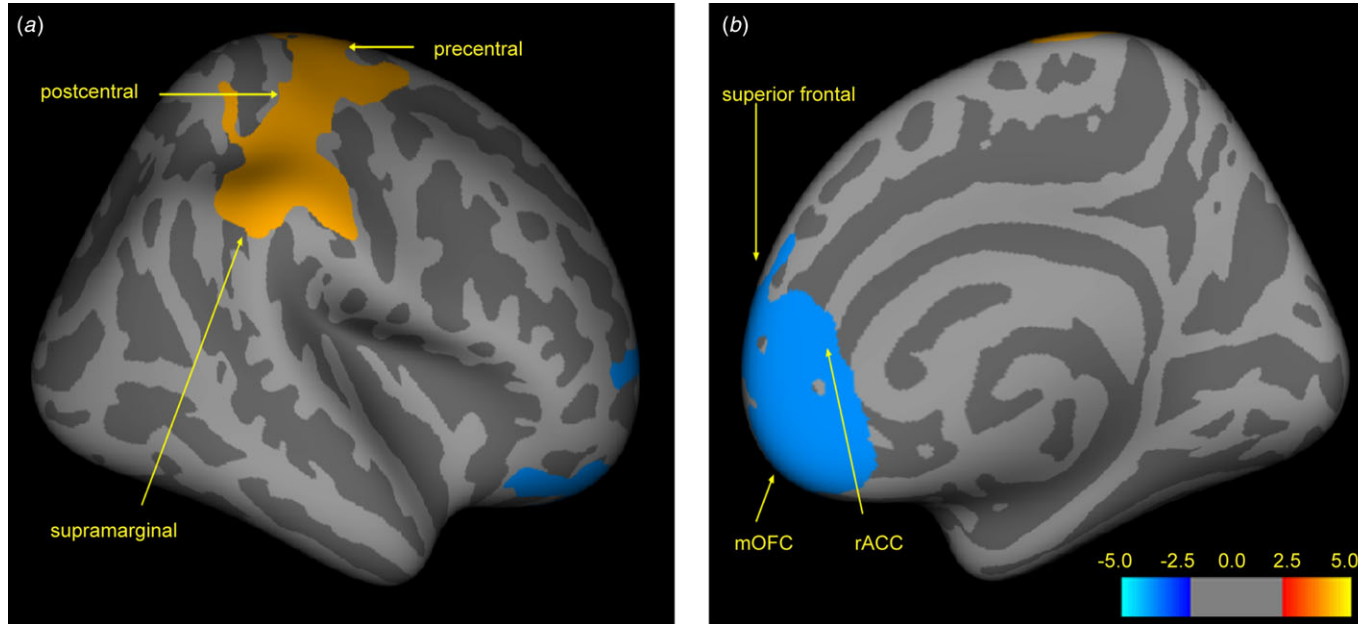 (a)
precentral
postcentral
supramarginal
(b)
superior frontal
mOFC
rACC
-5.0 -2.5 0.0 2.5 5.0